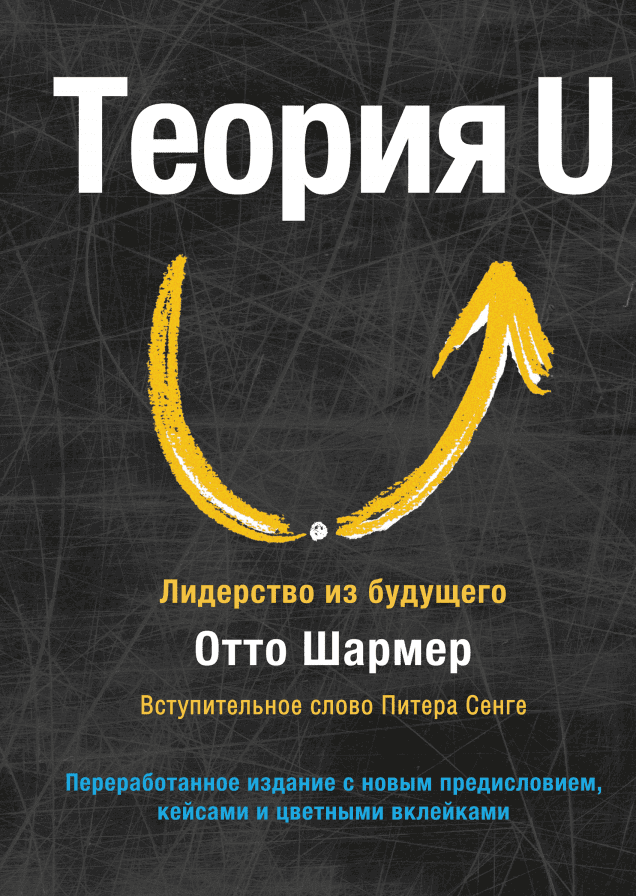 Теория U
Лидерство из будущего
Отто Шармер
Вступительное слово Питера Сенге
Переработанное издание с новым предисловием,
кейсами и цветными вклейками